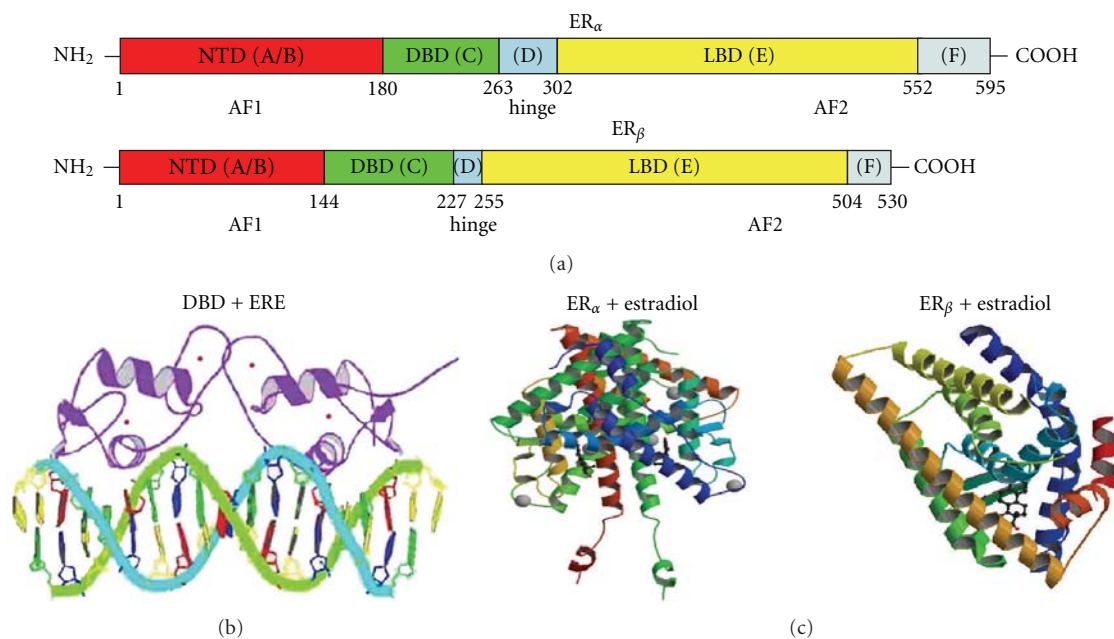 ERα
NH2 NTD (A/B) DBD (C) (D) LBD (E) (F) COOH
1 180 263 302 552 595
AF1 hinge AF2
ERβ
NH2 NTD (A/B) DBD (C) (D) LBD (E) (F) COOH
1 144 227 255 504 530
AF1 hinge AF2
(a)
DBD + ERE ERα + estradiol ERβ + estradiol
(b) (c)